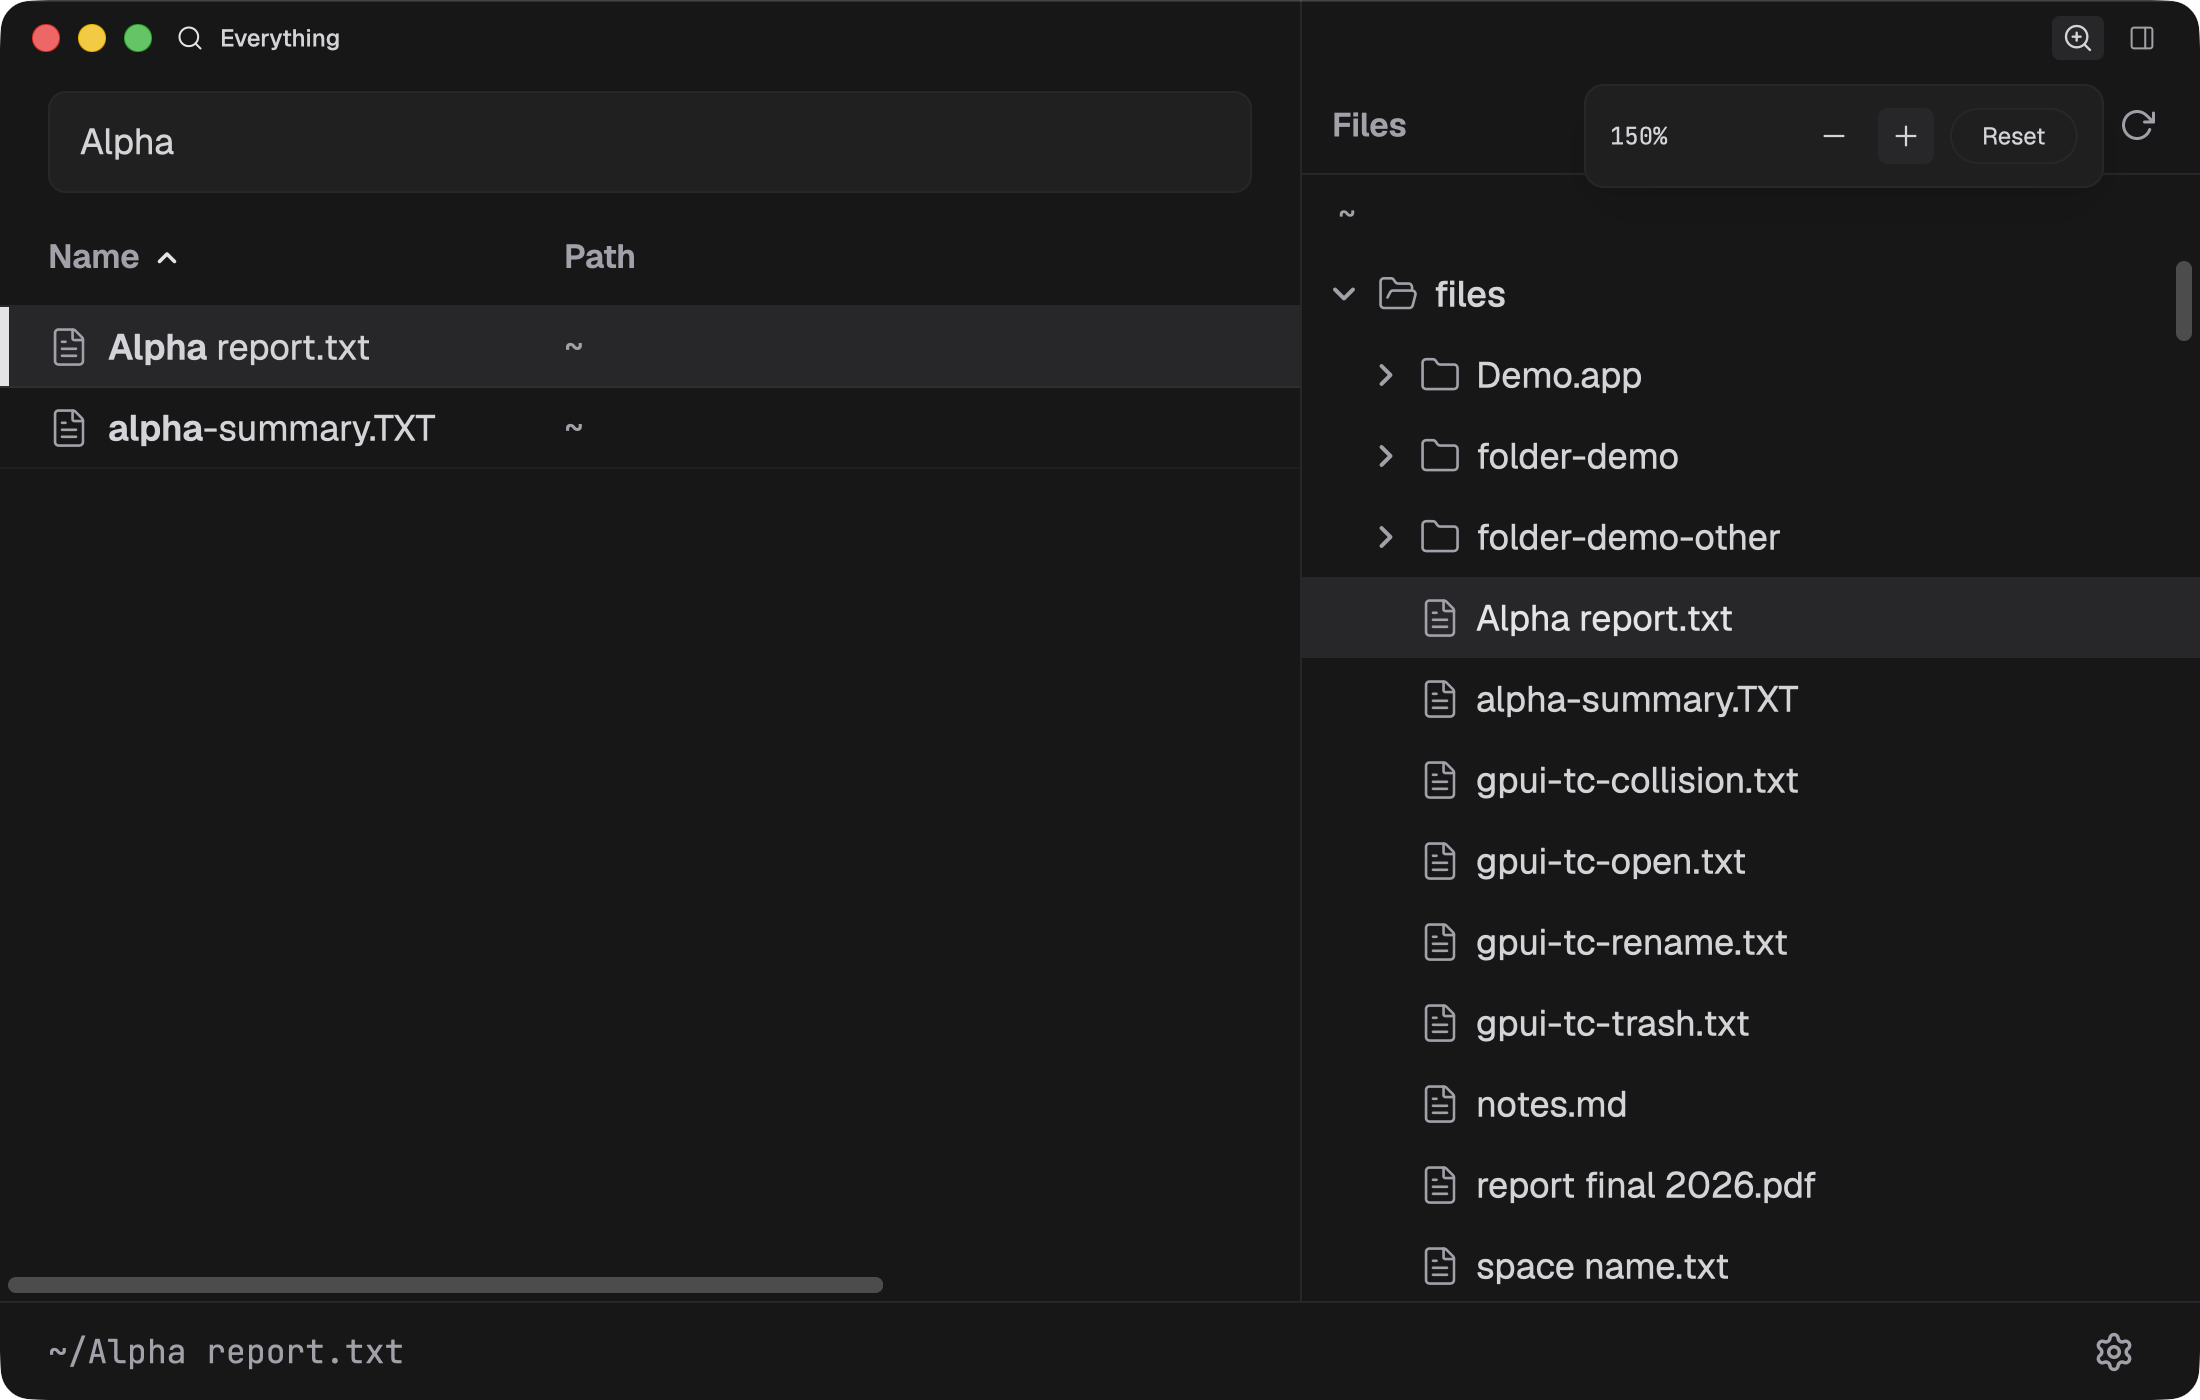 Everything
Alpha
Name
Path
Alpha report.txt
~
alpha-summary.TXT
~
Files
150%
Reset
~
files
Demo.app
folder-demo
folder-demo-other
Alpha report.txt
alpha-summary.TXT
gpui-tc-collision.txt
gpui-tc-open.txt
gpui-tc-rename.txt
gpui-tc-trash.txt
notes.md
report final 2026.pdf
space name.txt
~/Alpha report.txt